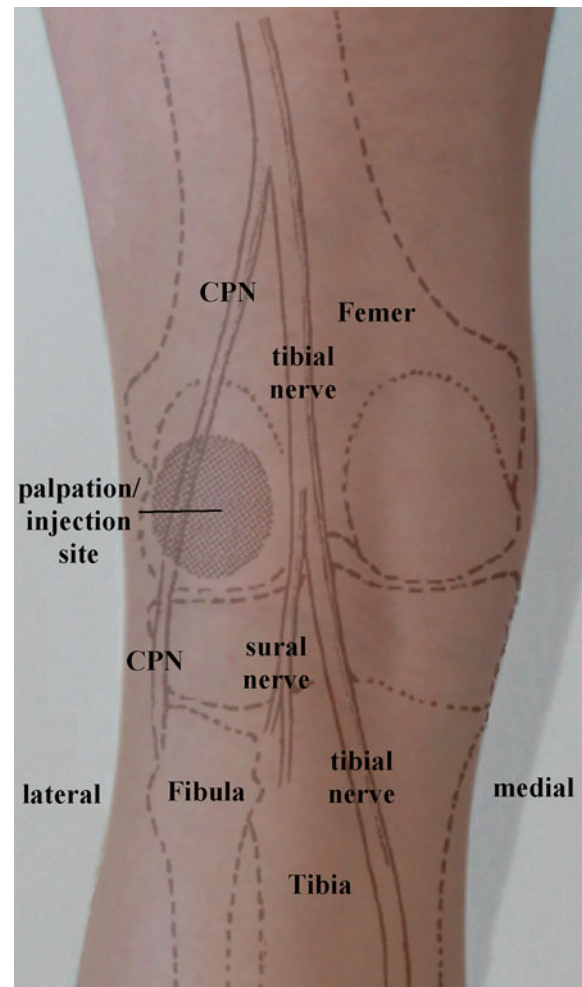 CPN
Femer
tibial
nerve
palpation/
injection
site
CPN
sural
nerve
lateral
Fibula
tibial
nerve
medial
Tibia